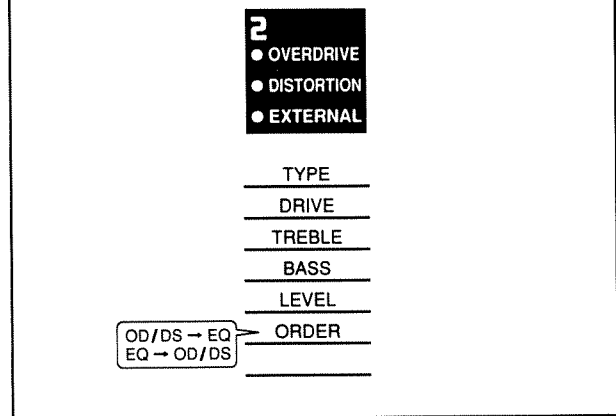 2
● OVERDRIVE
● DISTORTION
● EXTERNAL
TYPE
DRIVE
TREBLE
BASS
LEVEL
ORDER
OD/DS → EQ
EQ → OD/DS